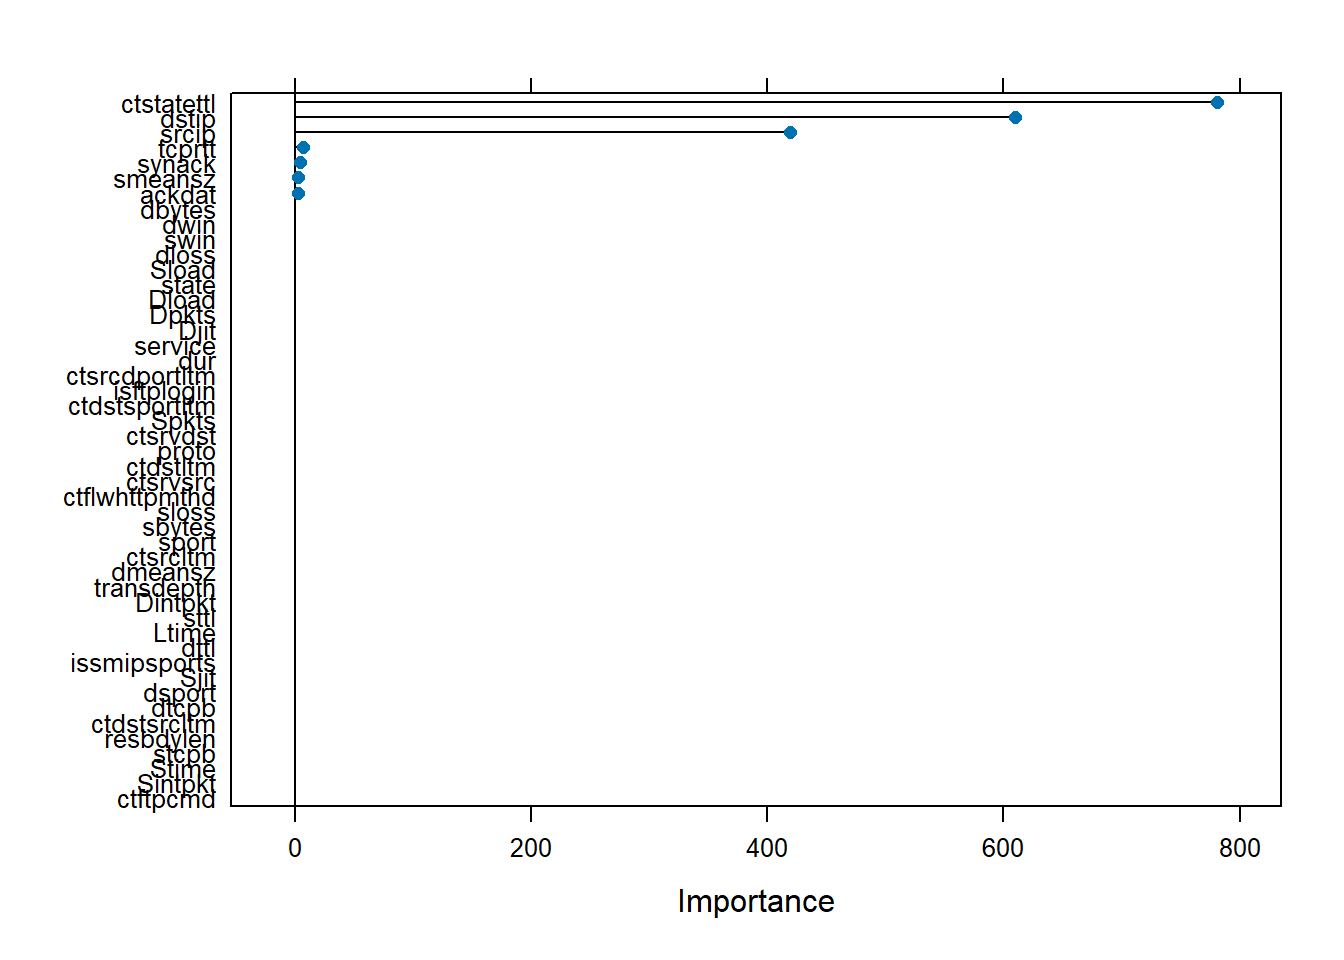 ctstatettl
dstip
srcip
tcprtt
synack
smeansz
ackdat
dbytes
dwin
swin
dloss
Sload
state
Dload
Dpkts
Djit
service
dur
ctsrcdportltm
isftplogin
ctdstsportltm
Spkts
ctsrvdst
proto
ctdstltm
ctsrvsrc
ctflwhttpmthd
sloss
sbytes
sport
ctsrcltm
dmeansz
transdepth
Dintpkt
sttl
Ltime
dttl
issmipsports
Sjit
dsport
dtcpb
ctdstsrcltm
resbdylen
stcpb
Stime
Sintpkt
ctftpcmd
0 200 400 600 800
Importance